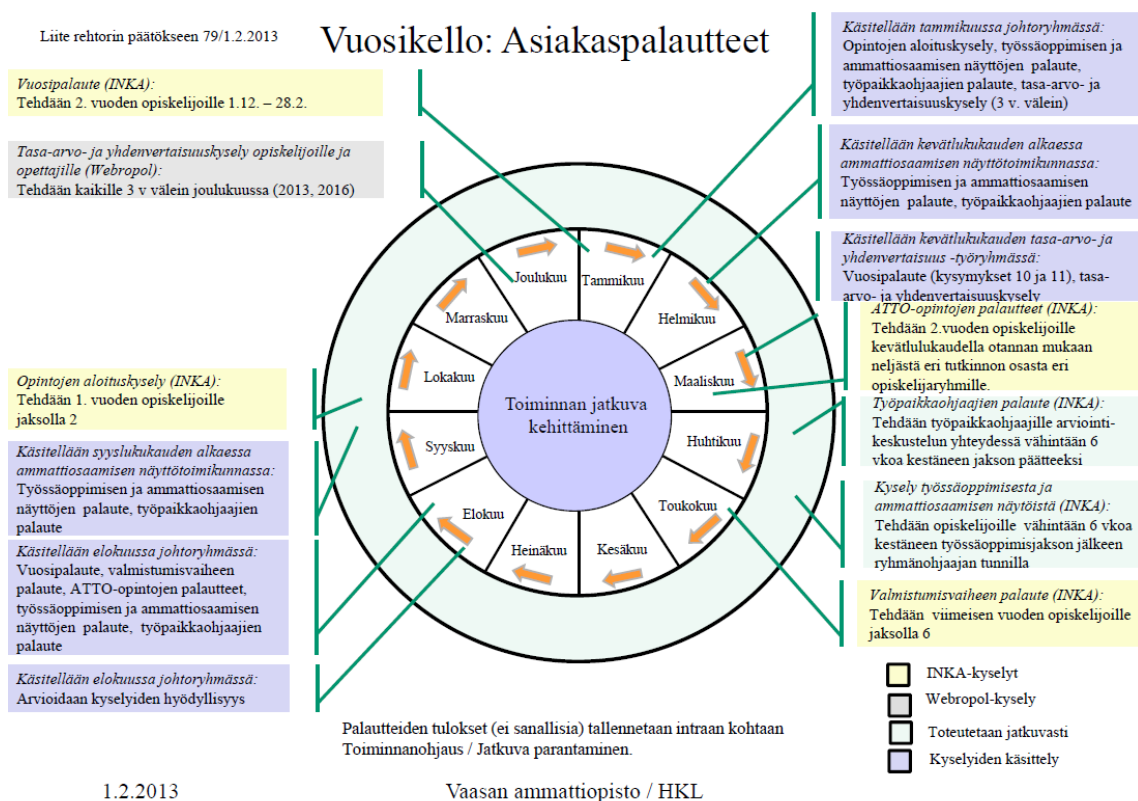 Liite rehtorin päätökseen 79/1.2.2013
Vuosikello: Asiakaspalautteet
Vuosipalaute (INKA):
Tehdään 2. vuoden opiskelijoille 1.12. – 28.2.
Tasa-arvo- ja yhdenvertaisuuskysely opiskelijoille ja
opettajille (Webropol):
Tehdään kaikille 3 v välein joulukuussa (2013, 2016)
Opintojen aloituskysely (INKA):
Tehdään 1. vuoden opiskelijoille
jaksolla 2
Käsitellään syyslukukauden alkaessa
ammattiosaamisen näyttötoimikunnassa:
Työssäoppimisen ja ammattiosaamisen
näyttöjen palaute, työpaikkaohjaajien
palaute
Käsitellään elokuussa johtoryhmässä:
Vuosipalaute, valmistumisvaiheen
palaute, ATTO-opintojen palautteet,
työssäoppimisen ja ammattiosaamisen
näyttöjen palaute, työpaikkaohjaajien
palaute
Käsitellään elokuussa johtoryhmässä:
Arvioidaan kyselyiden hyödyllisyys
Joulukuu
Tammikuu
Marraskuu
Helmikuu
Lokakuu
Maaliskuu
Toiminnan jatkuva
kehittäminen
Syyskuu
Huhtikuu
Elokuu
Toukokuu
Heinäkuu
Kesäkuu
Käsitellään tammikuussa johtoryhmässä:
Opintojen aloituskysely, työssäoppimisen ja
ammattiosaamisen näyttöjen palaute,
työpaikkaohjaajien palaute, tasa-arvo- ja
yhdenvertaisuuskysely (3 v. välein)
Käsitellään kevätlukukauden alkaessa
ammattiosaamisen näyttötoimikunnassa:
Työssäoppimisen ja ammattiosaamisen
näyttöjen palaute, työpaikkaohjaajien palaute
Käsitellään kevätlukukauden tasa-arvo- ja
yhdenvertaisuus -työryhmässä:
Vuosipalaute (kysymykset 10 ja 11), tasa-
arvo- ja yhdenvertaisuuskysely
ATTO-opintojen palautteet (INKA):
Tehdään 2.vuoden opiskelijoille
kevätlulukaudella otannan mukaan
neljästä eri tutkinnon osasta eri
opiskelijaryhmille.
Työpaikkaohjaajien palaute (INKA):
Tehdään työpaikkaohjaajille arviointi-
keskustelun yhteydessä vähintään 6
vkoa kestäneen jakson päätteeksi
Kysely työssäoppimisesta ja
ammattiosaamisen näytöistä (INKA):
Tehdään opiskelijoille vähintään 6 vkoa
kestäneen työssäoppimisjakson jälkeen
ryhmänohjaajan tunnilla
Valmistumisvaiheen palaute (INKA):
Tehdään viimeisen vuoden opiskelijoille
jaksolla 6
INKA-kyselyt
Webropol-kysely
Toteutetaan jatkuvasti
Kyselyiden käsittely
Palautteiden tulokset (ei sanallisia) tallennetaan intraan kohtaan
Toiminnanohjaus / Jatkuva parantaminen.
1.2.2013
Vaasan ammattiopisto / HKL